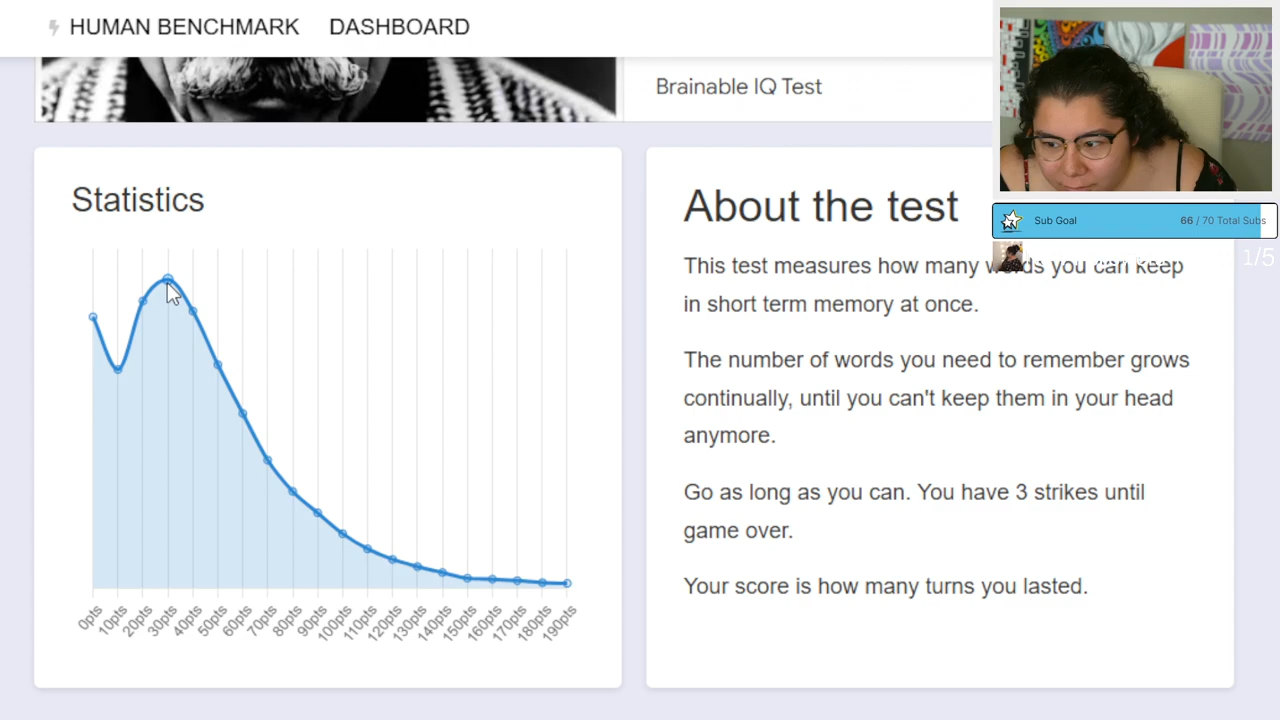 HUMAN BENCHMARK DASHBOARD
Brainable IQ Test
Sub Goal 66 / 70 Total Subs
1/5
Statistics
0pts 10pts 20pts 30pts 40pts 50pts 60pts 70pts 80pts 90pts 100pts 110pts 120pts 130pts 140pts 150pts 160pts 170pts 180pts 190pts
About the test
This test measures how many words you can keep
in short term memory at once.
The number of words you need to remember grows
continually, until you can't keep them in your head
anymore.
Go as long as you can. You have 3 strikes until
game over.
Your score is how many turns you lasted.